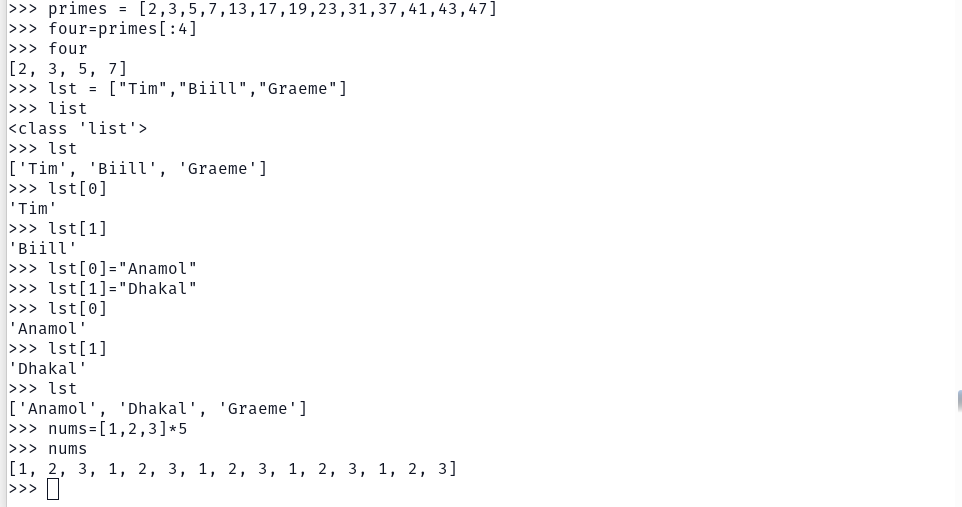 >>> primes = [2,3,5,7,13,17,19,23,31,37,41,43,47]
>>> four=primes[:4]
>>> four
[2, 3, 5, 7]
>>> lst = ["Tim","Biill","Graeme"]
>>> list
<class 'list'>
>>> lst
['Tim', 'Biill', 'Graeme']
>>> lst[0]
'Tim'
>>> lst[1]
'Biill'
>>> lst[0]="Anamol"
>>> lst[1]="Dhakal"
>>> lst[0]
'Anamol'
>>> lst[1]
'Dhakal'
>>> lst
['Anamol', 'Dhakal', 'Graeme']
>>> nums=[1,2,3]*5
>>> nums
[1, 2, 3, 1, 2, 3, 1, 2, 3, 1, 2, 3, 1, 2, 3]
>>>